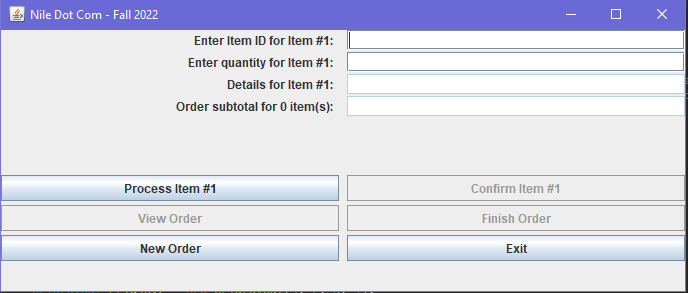 Nile Dot Com - Fall 2022
Enter Item ID for Item #1:
Enter quantity for Item #1:
Details for Item #1:
Order subtotal for 0 item(s):
Process Item #1 Confirm Item #1
View Order Finish Order
New Order Exit